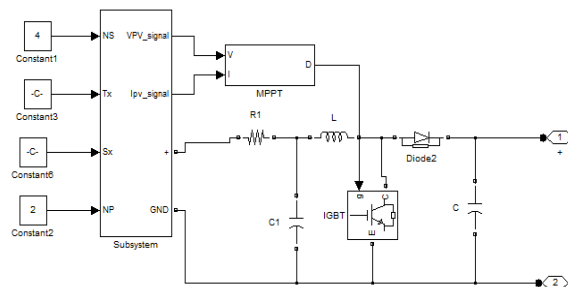 4
NS
VPV_signal
Constant1
V
D
I
MPPT
-C-
Tx
Ipv_signal
Constant3
R1
L
1
+
-C-
Sx
+
Diode2
Constant6
g
C
2
NP
GND
C1
IGBT
E
C
Constant2
Subsystem
2